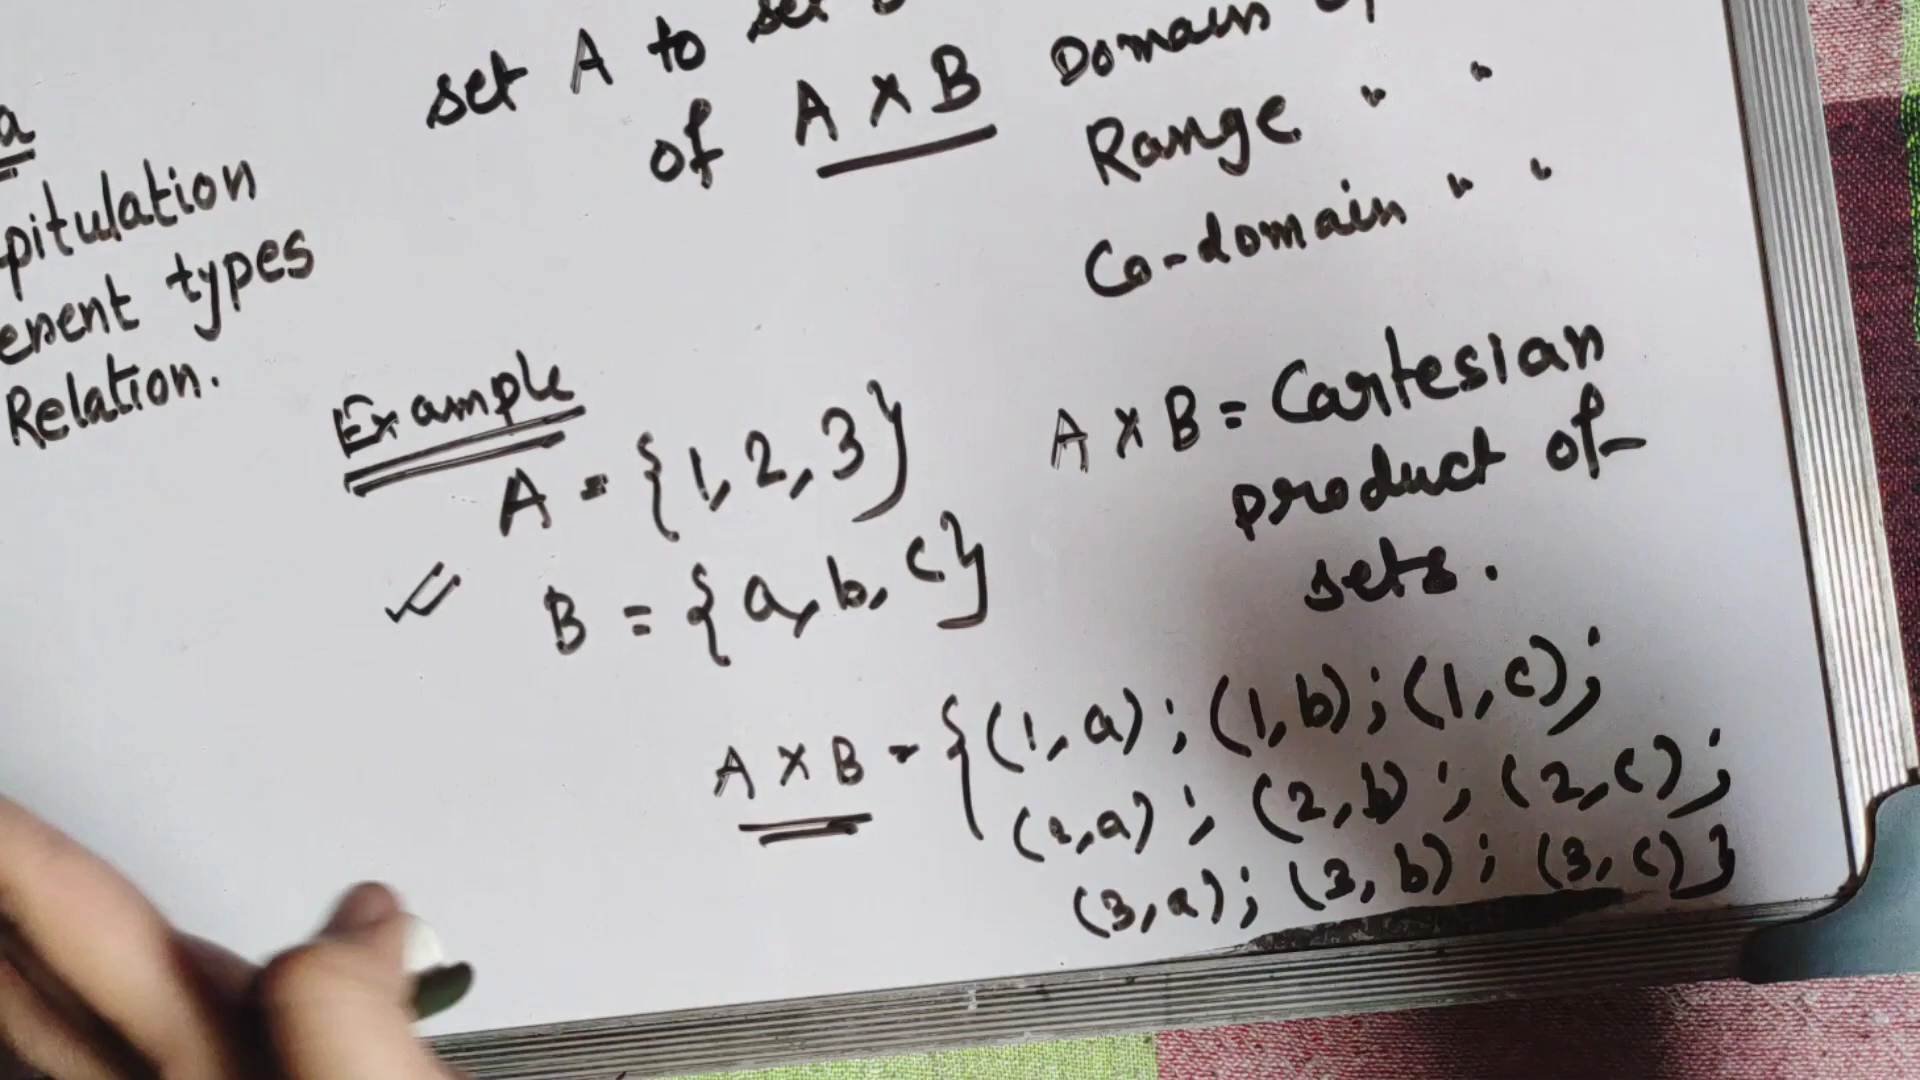 set A to set
of A × B
Domain
Range " "
Co-domain " "
a
pitulation
types
Relation.
Example
A = {1, 2, 3}
B = {a, b, c}
A × B = Cartesian
product of
sets.
A × B = {(1, a); (1, b); (1, c);
(2, a); (2, b); (2, c);
(3, a); (3, b); (3, c)}